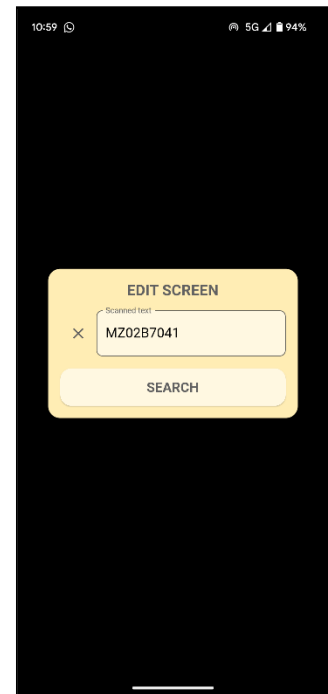 10:59 5G 94%
EDIT SCREEN
Scanned text
MZ02B7041
SEARCH